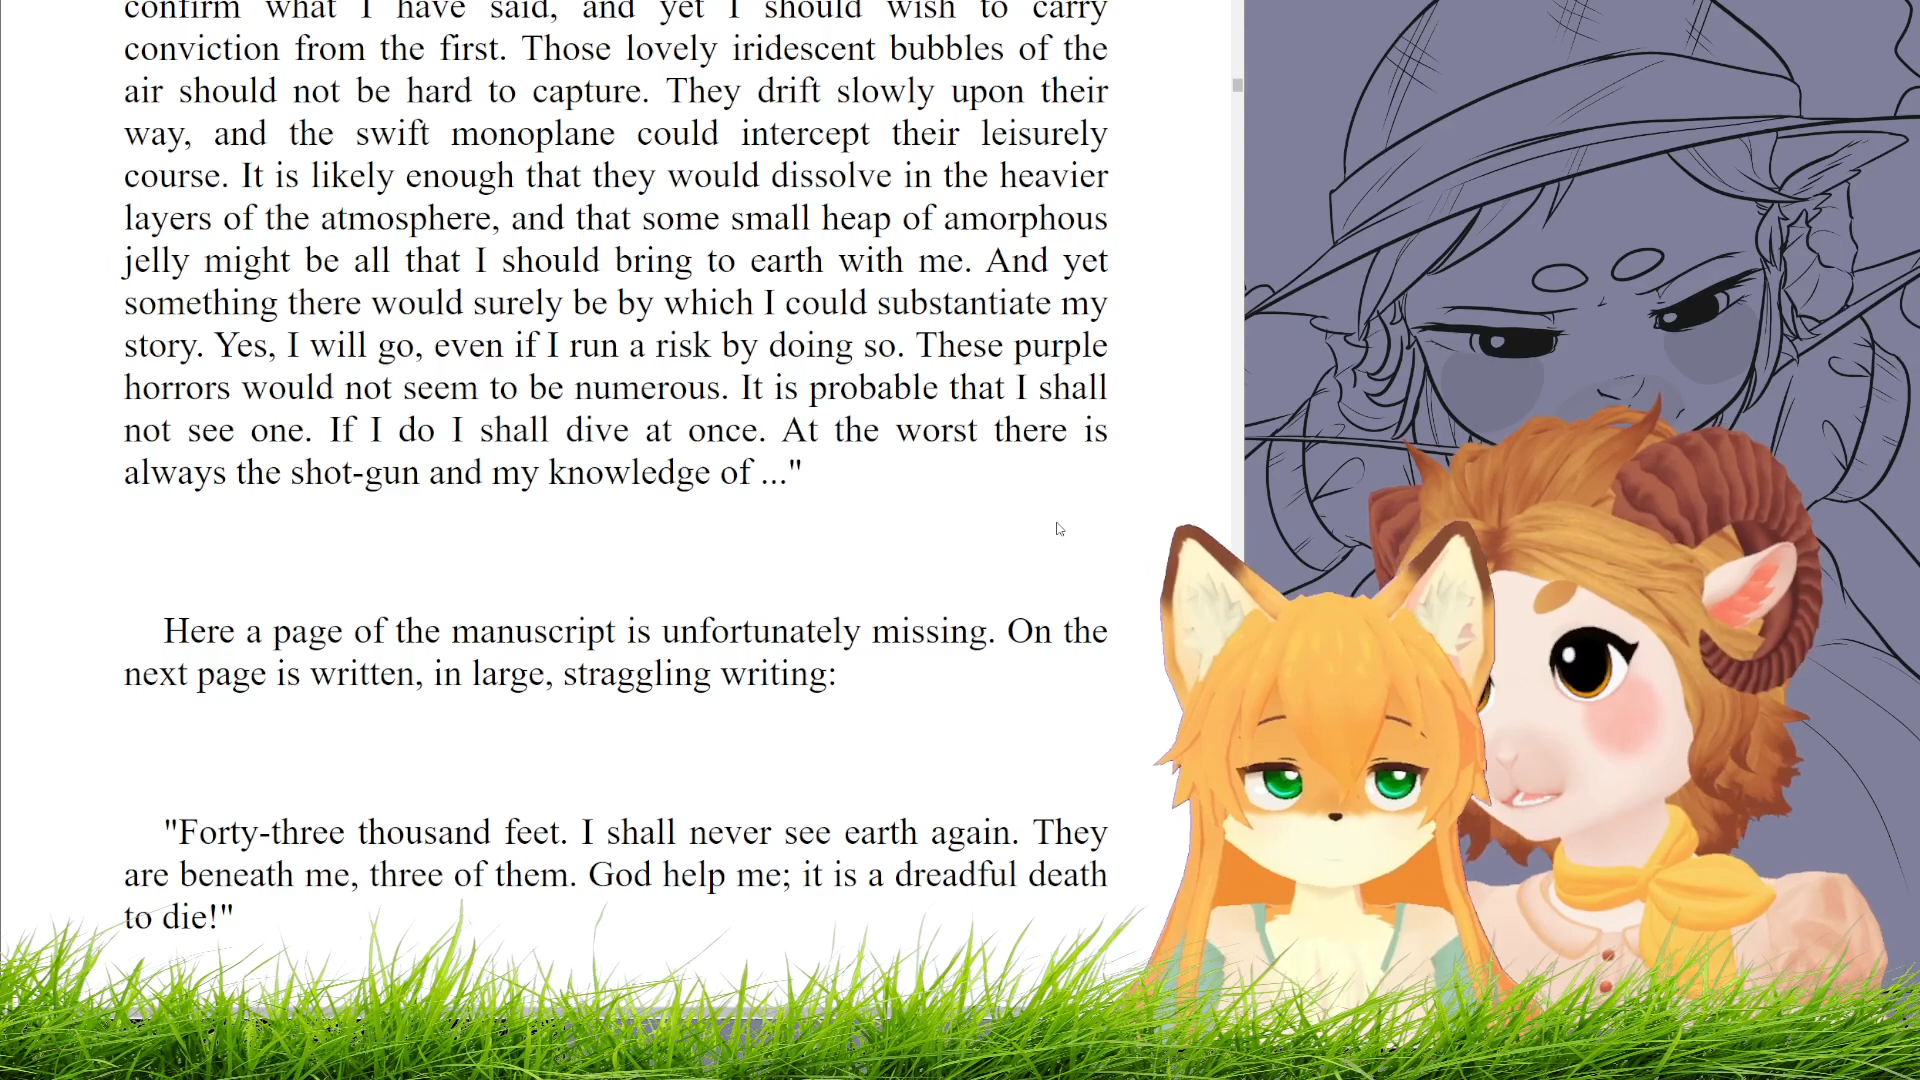 confirm what I have said, and yet I should wish to carry
conviction from the first. Those lovely iridescent bubbles of the
air should not be hard to capture. They drift slowly upon their
way, and the swift monoplane could intercept their leisurely
course. It is likely enough that they would dissolve in the heavier
layers of the atmosphere, and that some small heap of amorphous
jelly might be all that I should bring to earth with me. And yet
something there would surely be by which I could substantiate my
story. Yes, I will go, even if I run a risk by doing so. These purple
horrors would not seem to be numerous. It is probable that I shall
not see one. If I do I shall dive at once. At the worst there is
always the shot-gun and my knowledge of ..."
Here a page of the manuscript is unfortunately missing. On the
next page is written, in large, straggling writing:
"Forty-three thousand feet. I shall never see earth again. They
are beneath me, three of them. God help me; it is a dreadful death
to die!"